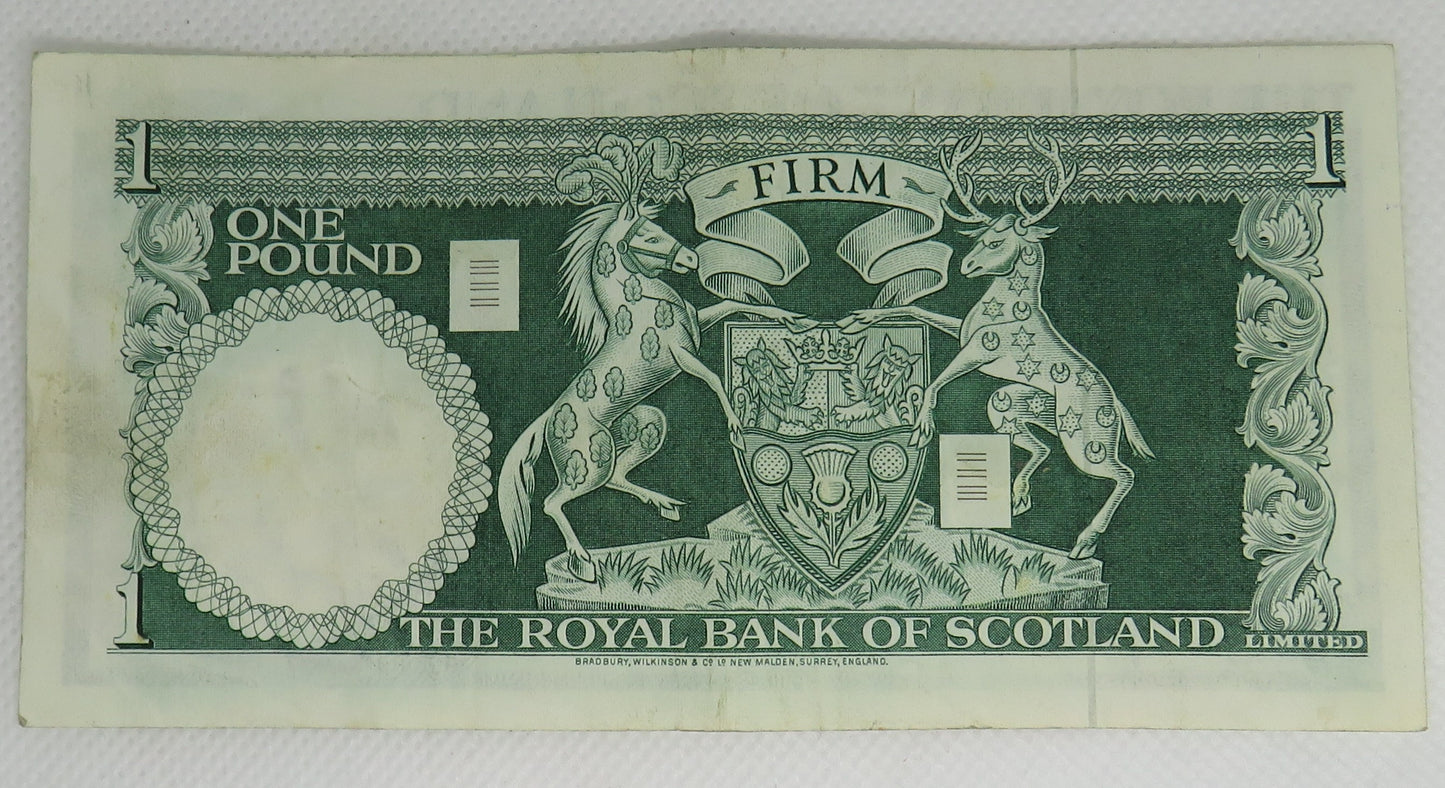 1
1
FIRM
ONE
POUND
1
THE ROYAL BANK OF SCOTLAND LIMITED
BRADBURY, WILKINSON & Cº Lº NEW MALDEN, SURREY, ENGLAND.